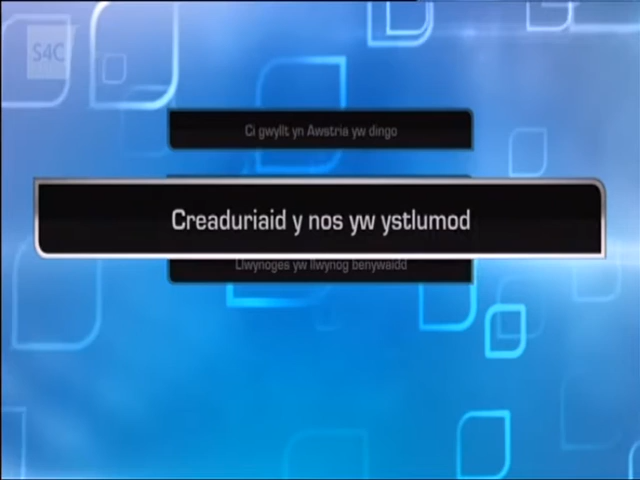 S4C
Ci gwyllt yn Awstria yw dingo
Creaduriaid y nos yw ystlumod
Llwynoges yw llwynog benywaidd